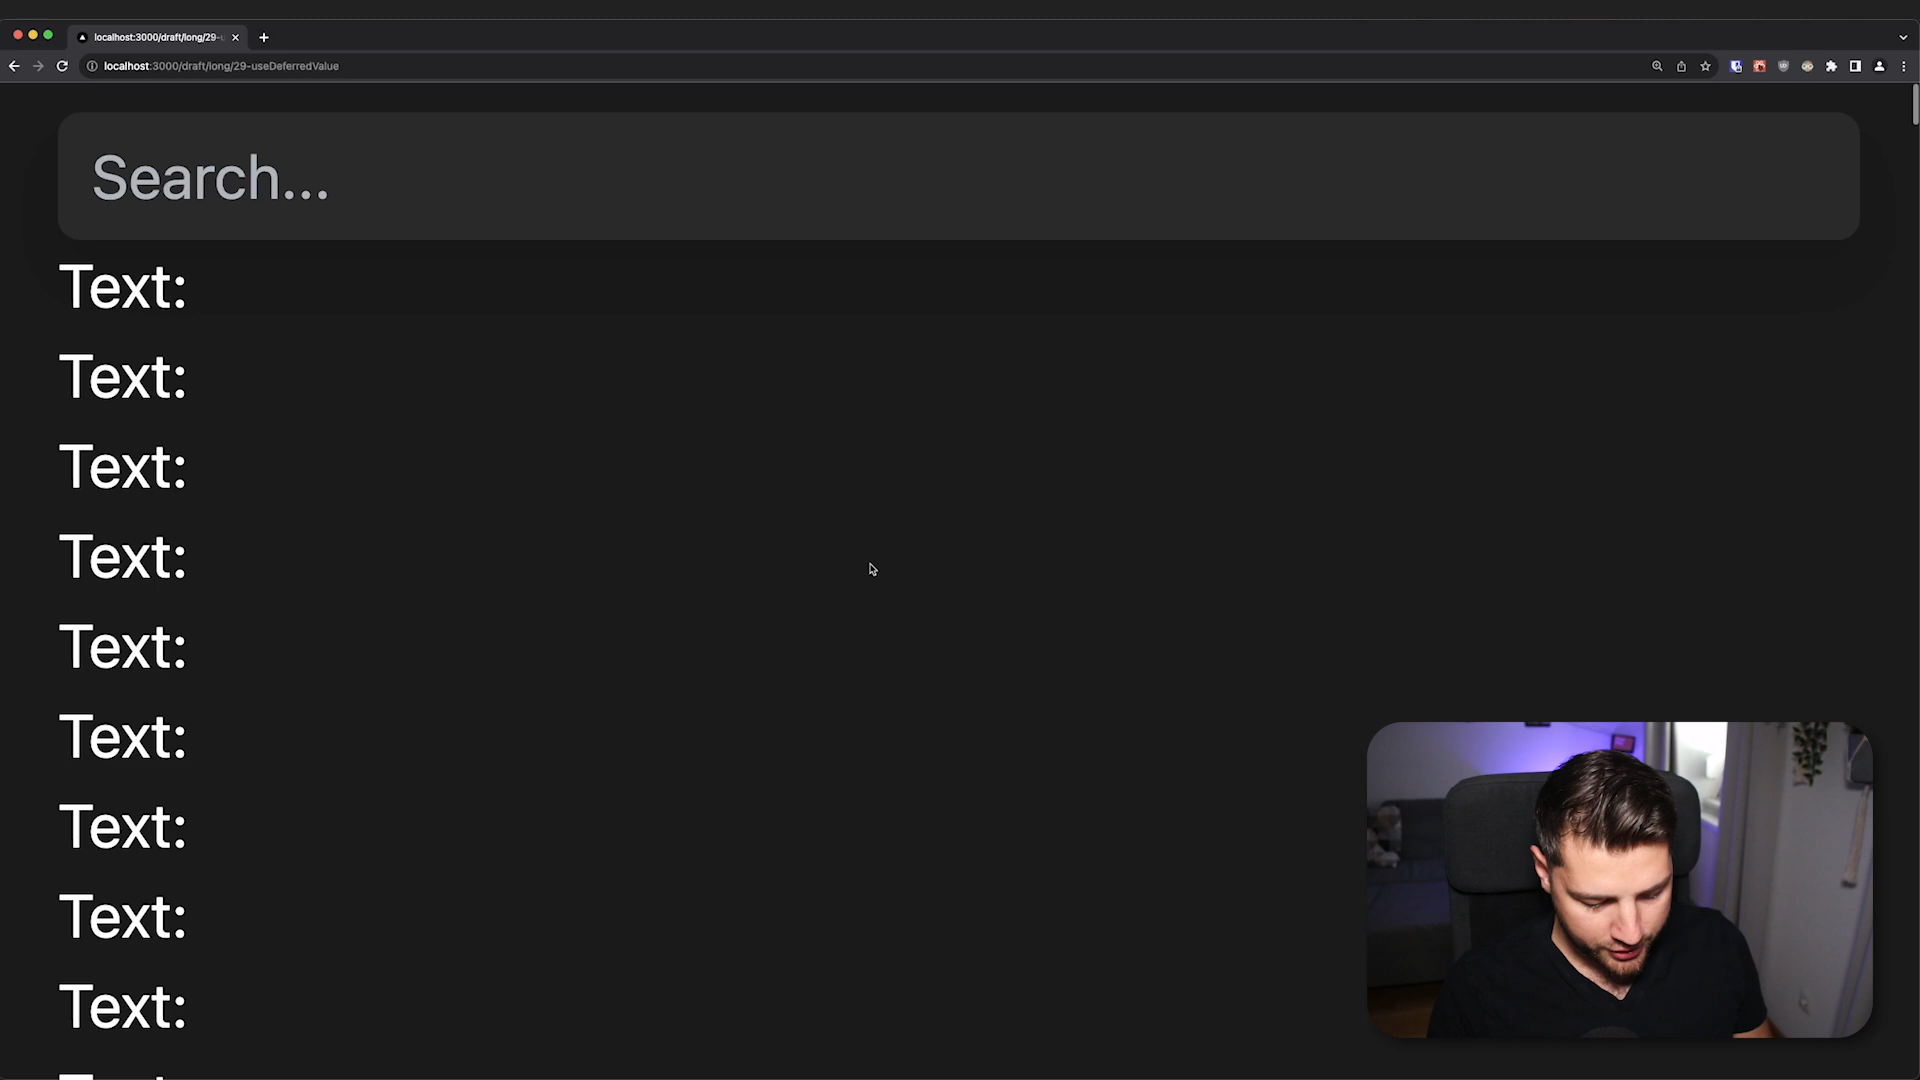 localhost:3000/draft/long/29-u
localhost:3000/draft/long/29-useDeferredValue
Search...
Text:
Text:
Text:
Text:
Text:
Text:
Text:
Text:
Text: